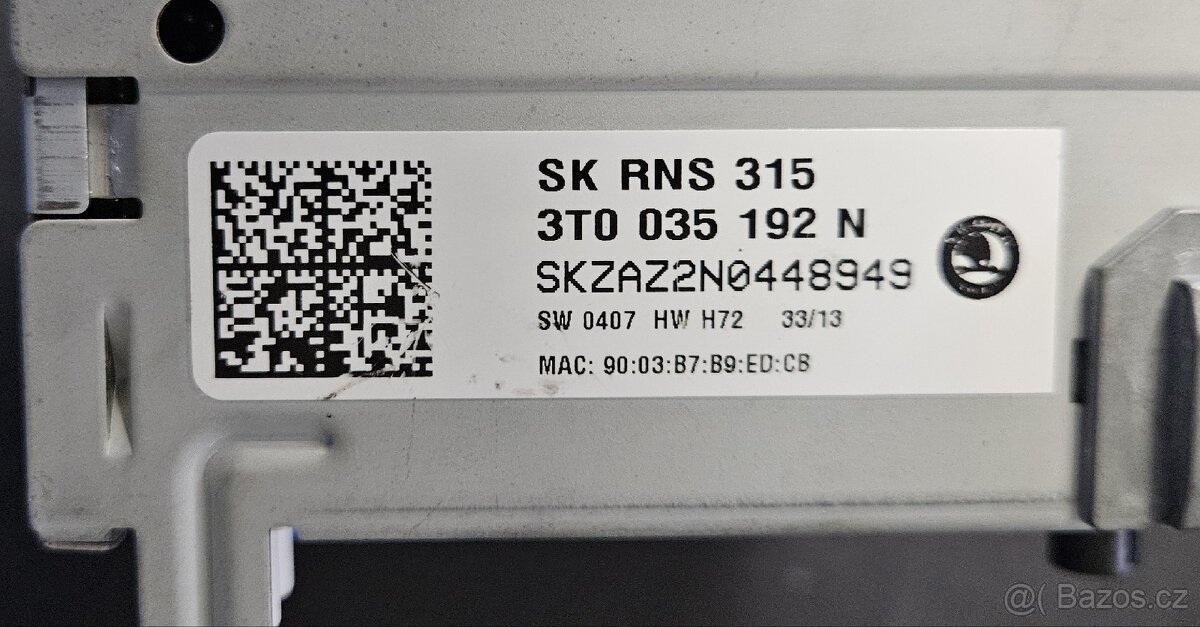 SK RNS 315
3T0 035 192 N
SKZAZ2N0448949
SW 0407 HW H72 33/13
MAC: 90:03:B7:B9:ED:CB
@( Bazos.cz